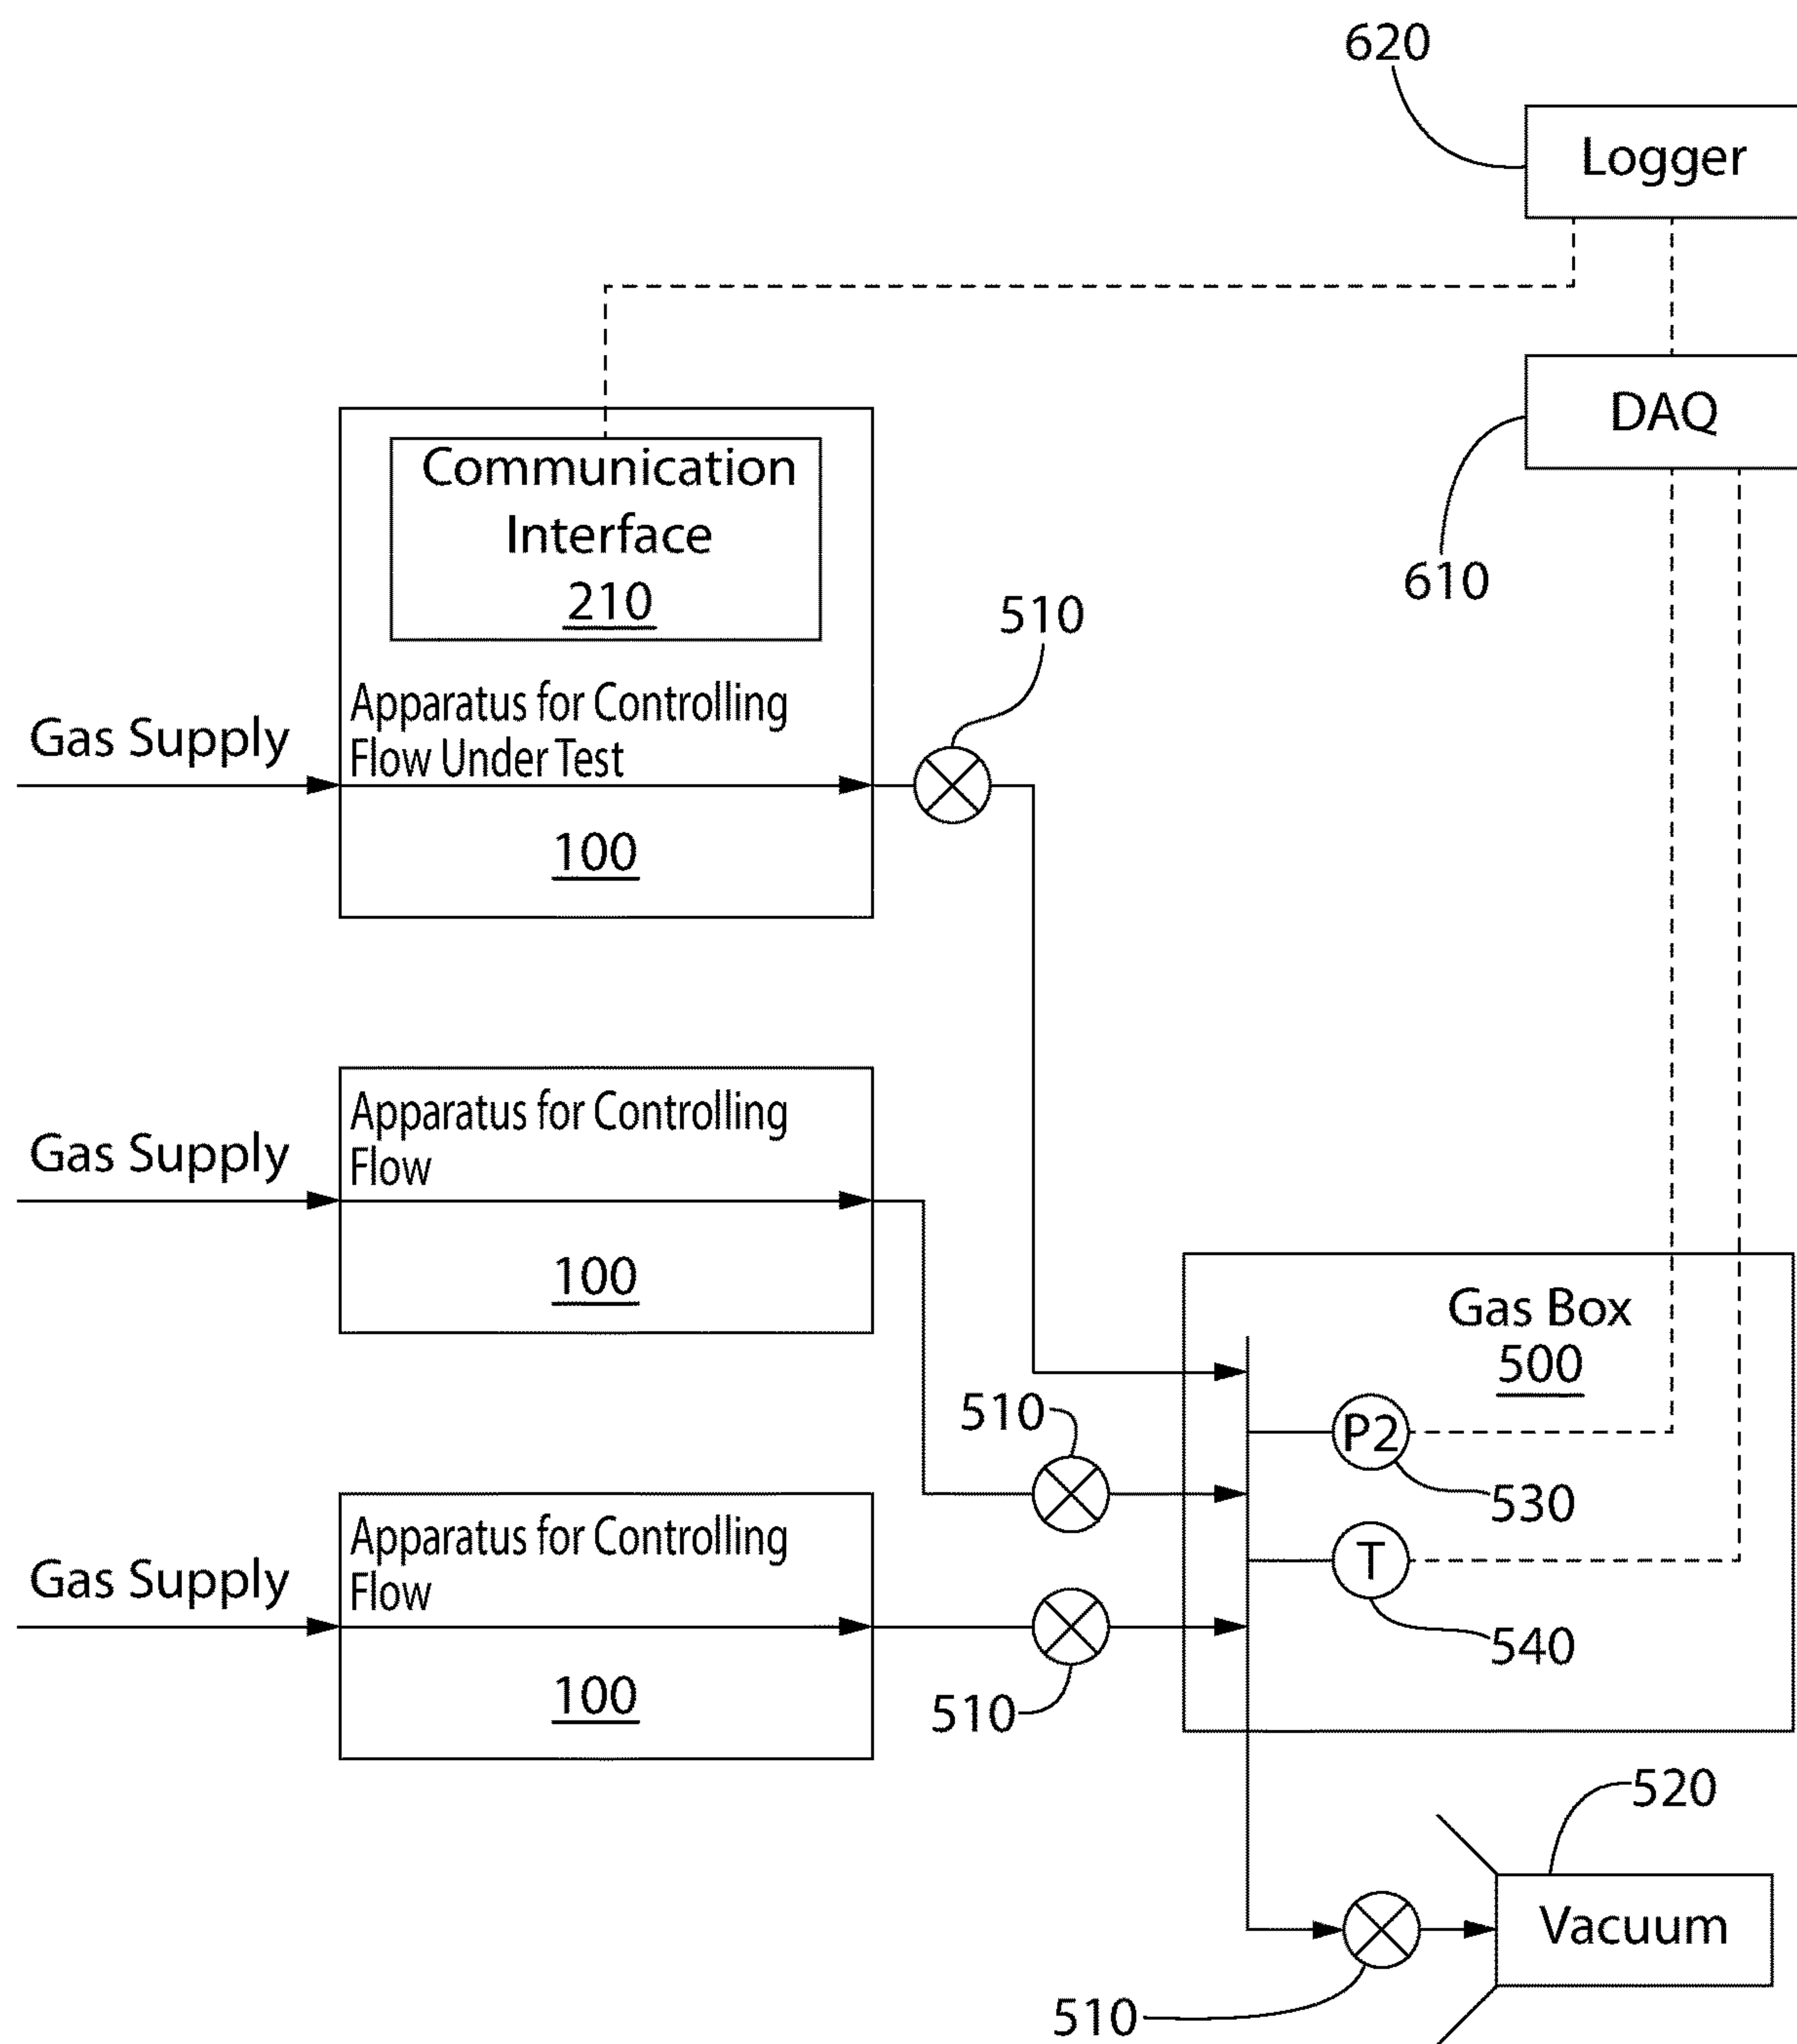 620
Logger
DAQ
610
Communication
Interface
210
510
Apparatus for Controlling
Flow Under Test
Gas Supply
100
Apparatus for Controlling
Flow
Gas Supply
100
Gas Box
500
510
P2
530
Apparatus for Controlling
Flow
Gas Supply
T
540
100
510
520
Vacuum
510